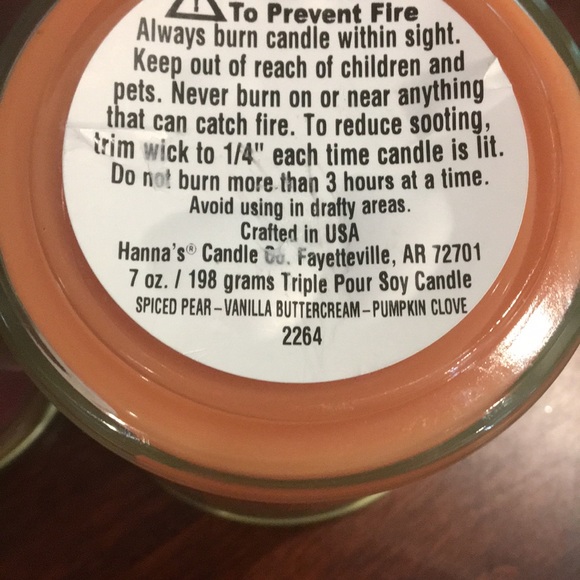 To Prevent Fire
Always burn candle within sight.
Keep out of reach of children and
pets. Never burn on or near anything
that can catch fire. To reduce sooting,
trim wick to 1/4" each time candle is lit.
Do not burn more than 3 hours at a time.
Avoid using in drafty areas.
Crafted in USA
Hanna's® Candle Co. Fayetteville, AR 72701
7 oz. / 198 grams Triple Pour Soy Candle
SPICED PEAR – VANILLA BUTTERCREAM – PUMPKIN CLOVE
2264